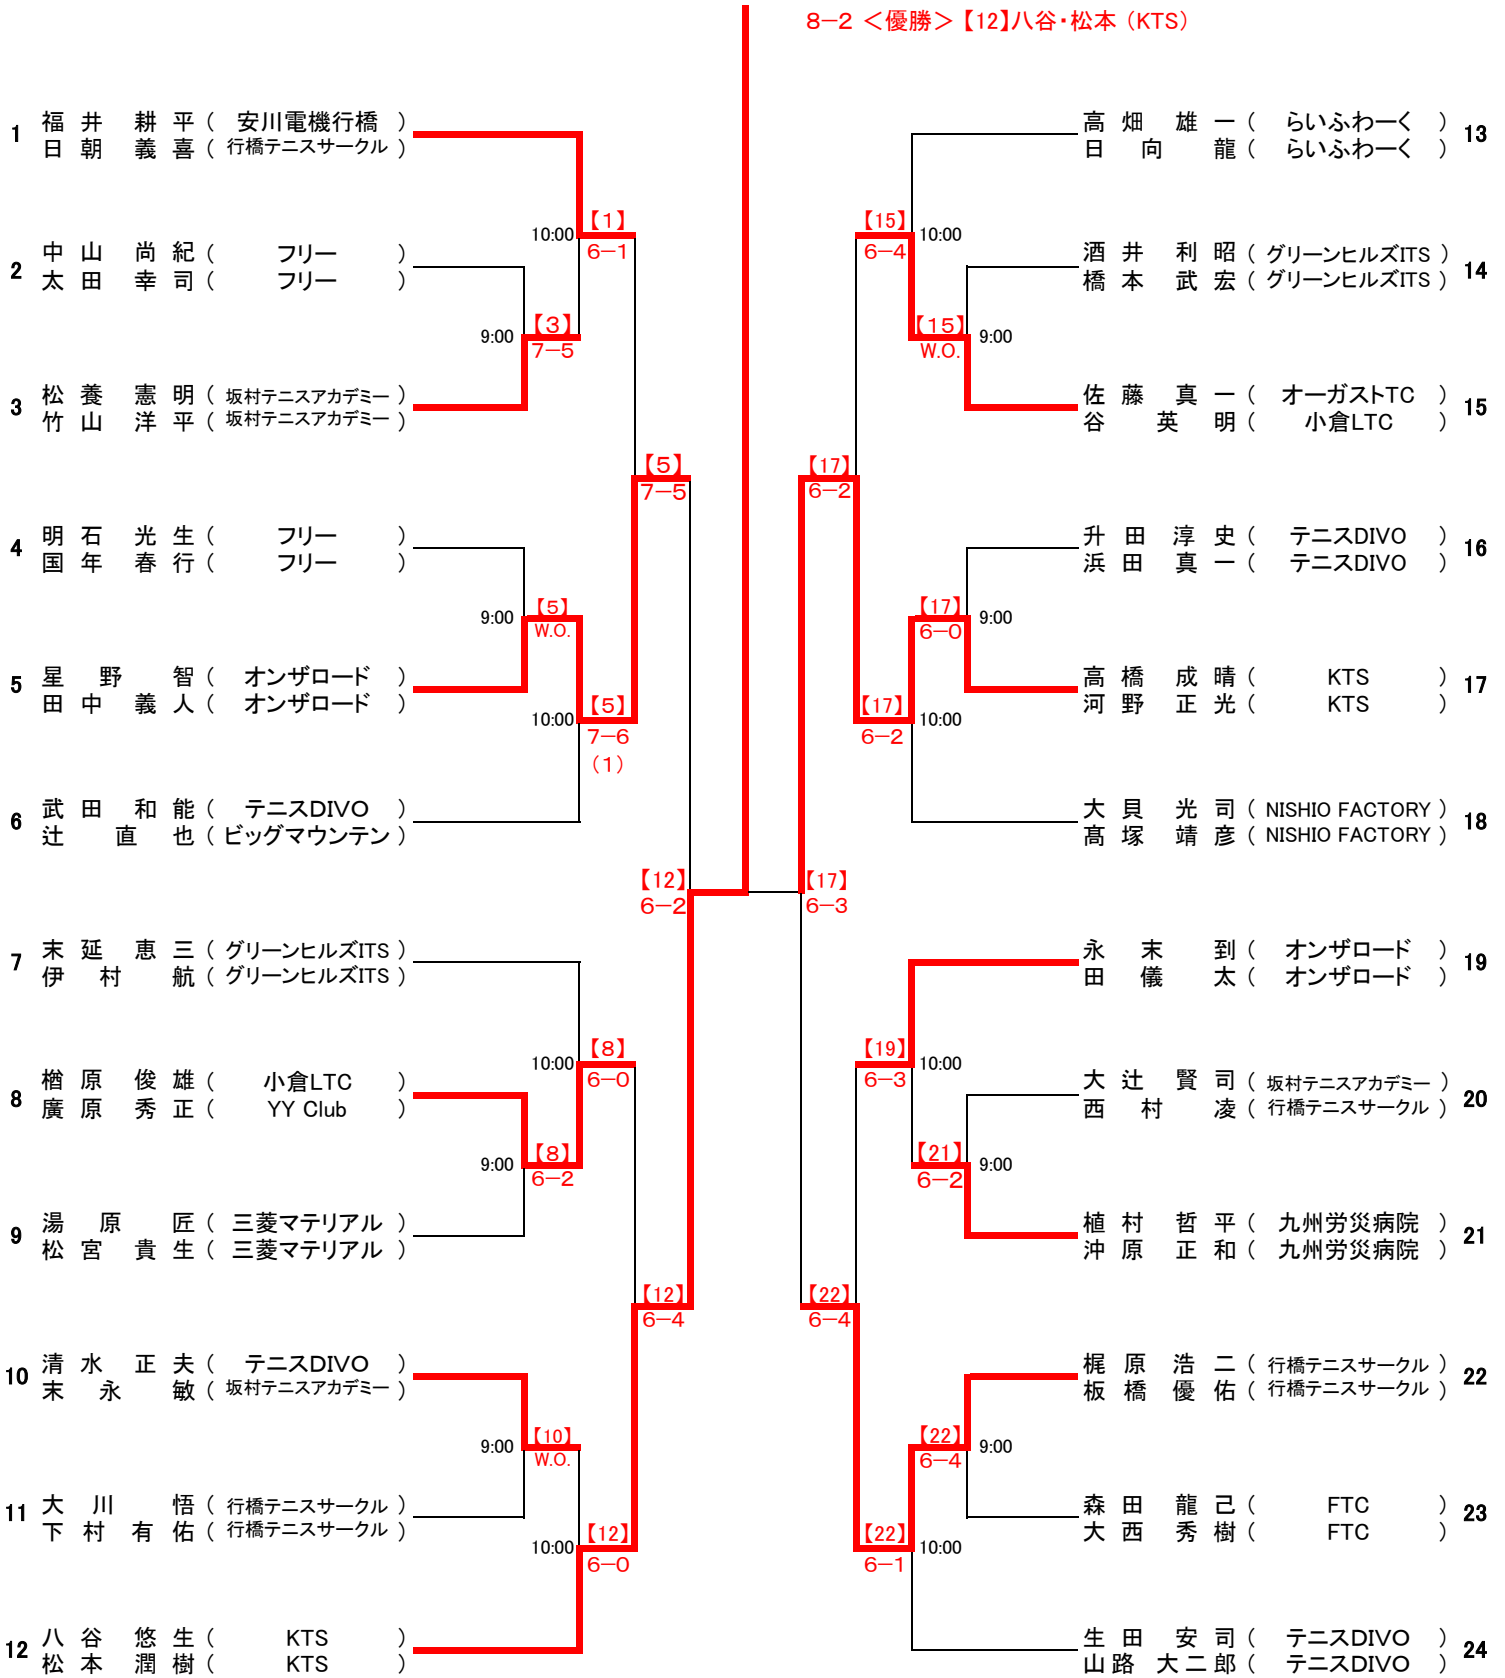 8－2 ＜優勝＞【12】八谷・松本（KTS）
1 福井 耕平（ 安川電機行橋 ）
日朝 義喜（ 行橋テニスサークル ）
10:00 【1】
6－1
2 中山 尚紀（ フリー ）
太田 幸司（ フリー ）
9:00 【3】
7－5
3 松養 憲明（ 坂村テニスアカデミー ）
竹山 洋平（ 坂村テニスアカデミー ）
【5】
7－5
4 明石 光生（ フリー ）
国年 春行（ フリー ）
9:00 【5】
W.O.
5 星野 智（ オンザロード ）
田中 義人（ オンザロード ）
10:00 【5】
7－6
（1）
6 武田 和能（ テニスDIVO ）
辻 直也（ ビッグマウンテン ）
【12】
6－2
7 末延 恵三（ グリーンヒルズITS ）
伊村 航（ グリーンヒルズITS ）
10:00 【8】
6－0
8 楢原 俊雄（ 小倉LTC ）
廣原 秀正（ YY Club ）
9:00 【8】
6－2
9 湯原 匠（ 三菱マテリアル ）
松宮 貴生（ 三菱マテリアル ）
【12】
6－4
10 清水 正夫（ テニスDIVO ）
末永 敏（ 坂村テニスアカデミー ）
9:00 【10】
W.O.
11 大川 悟（ 行橋テニスサークル ）
下村 有佑（ 行橋テニスサークル ）
10:00 【12】
6－0
12 八谷 悠生（ KTS ）
松本 潤樹（ KTS ）
高畑 雄一（ らいふわーく ） 13
日向 龍（ らいふわーく ）
【15】 10:00
6－4
酒井 利昭（ グリーンヒルズITS ） 14
橋本 武宏（ グリーンヒルズITS ）
【15】 9:00
W.O.
佐藤 真一（ オーガストTC ） 15
谷 英明（ 小倉LTC ）
【17】
6－2
升田 淳史（ テニスDIVO ） 16
浜田 真一（ テニスDIVO ）
【17】 9:00
6－0
高橋 成晴（ KTS ） 17
河野 正光（ KTS ）
【17】 10:00
6－2
大貝 光司（ NISHIO FACTORY ） 18
髙塚 靖彦（ NISHIO FACTORY ）
【17】
6－3
永末 到（ オンザロード ） 19
田 儀太（ オンザロード ）
【19】 10:00
6－3
大辻 賢司（ 坂村テニスアカデミー ） 20
西村 凌（ 行橋テニスサークル ）
【21】 9:00
6－2
植村 哲平（ 九州労災病院 ） 21
沖原 正和（ 九州労災病院 ）
【22】
6－4
梶原 浩二（ 行橋テニスサークル ） 22
板橋 優佑（ 行橋テニスサークル ）
【22】 9:00
6－4
森田 龍己（ FTC ） 23
大西 秀樹（ FTC ）
【22】 10:00
6－1
生田 安司（ テニスDIVO ） 24
山路 大二郎（ テニスDIVO ）